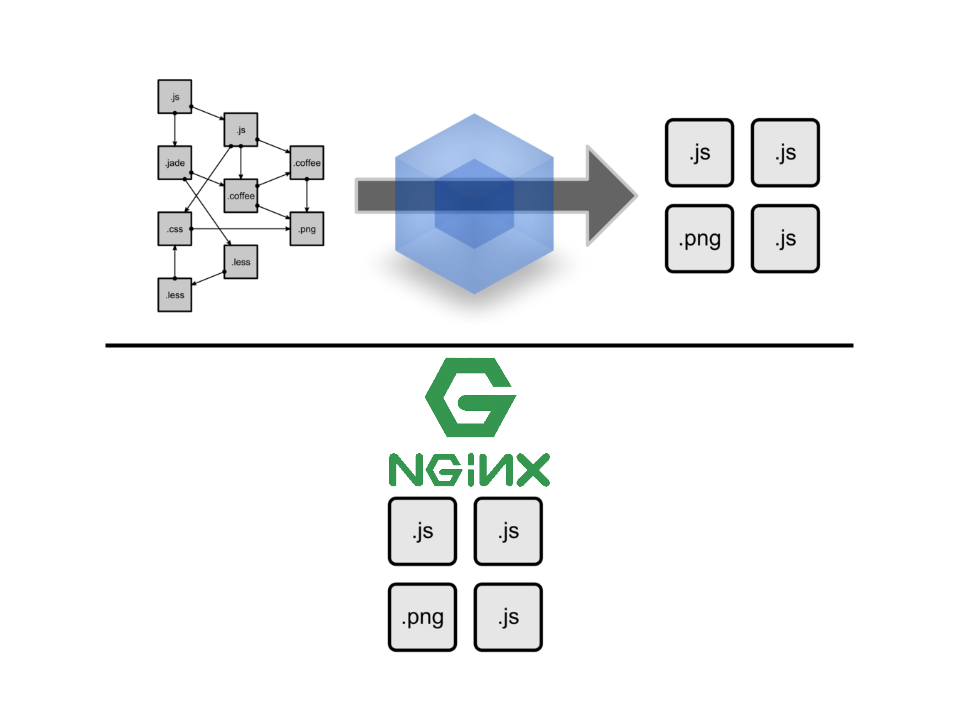 .js
.js
.jade
.coffee
.coffee
.css
.png
.less
.less
.js
.js
.png
.js
NGiNX
.js
.js
.png
.js